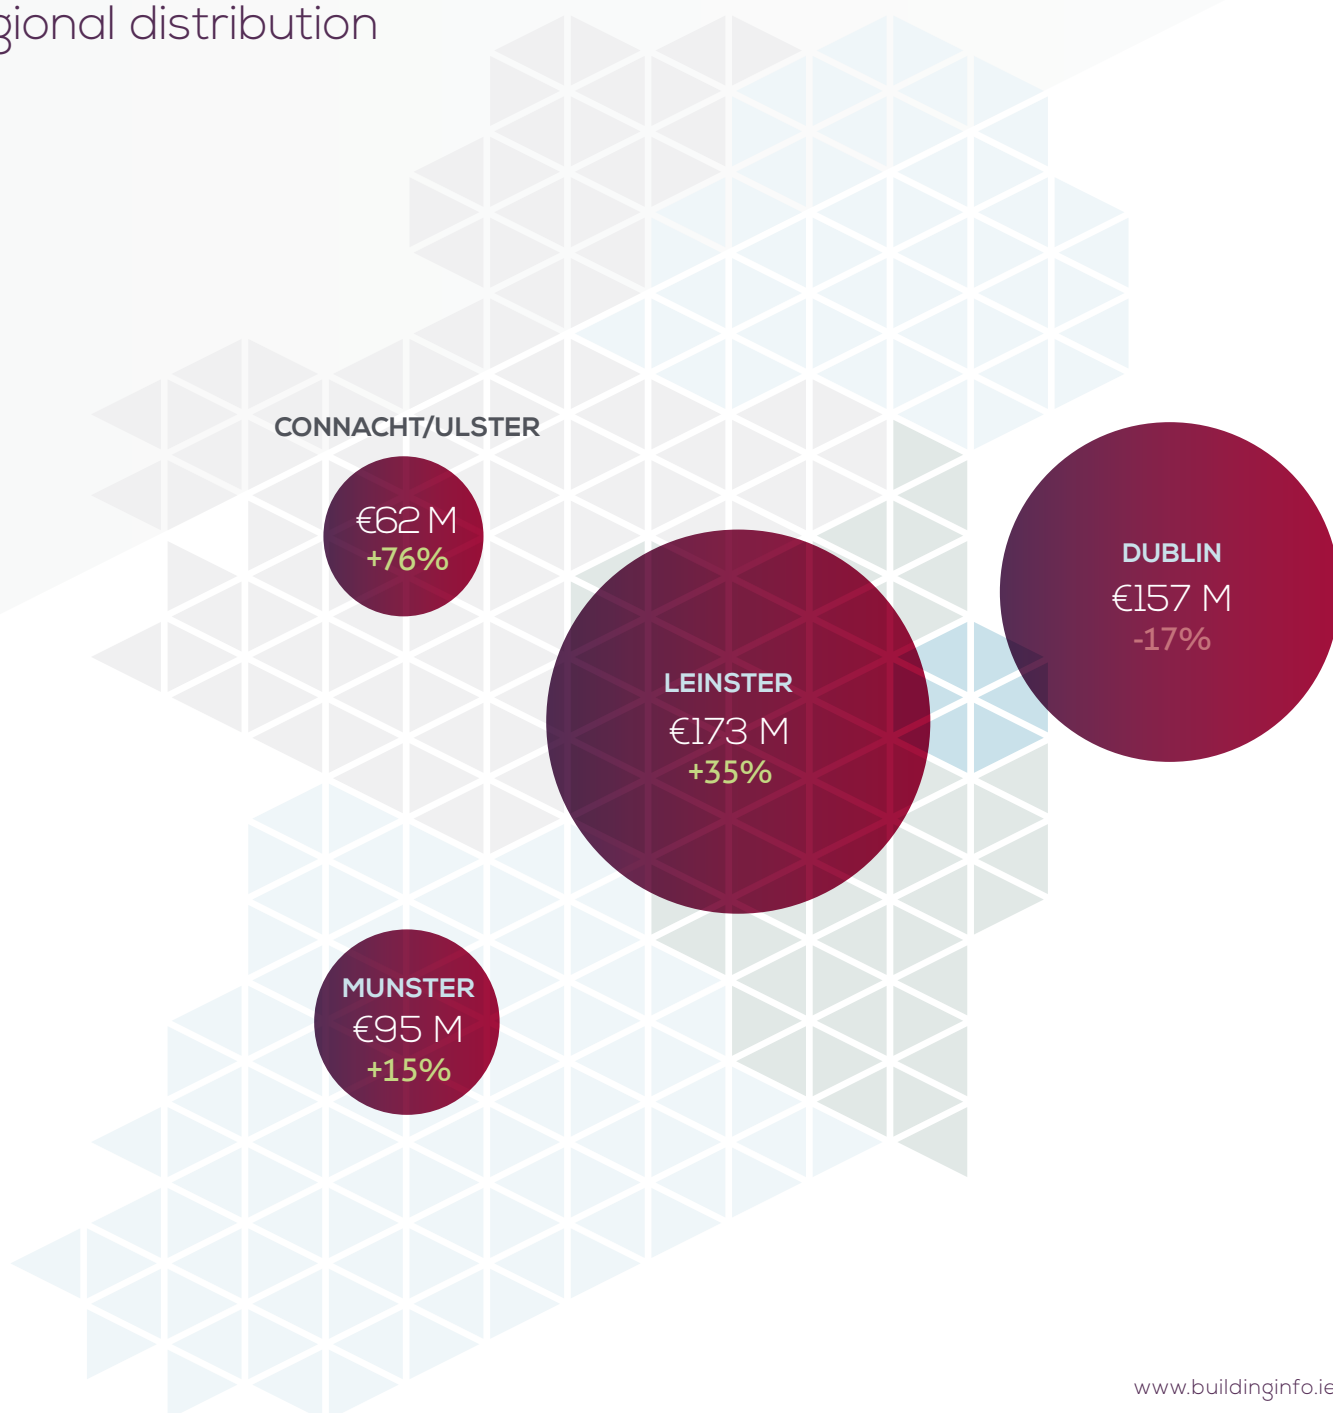 gional distribution
CONNACHT/ULSTER
€62 M
+76%
DUBLIN
€157 M
-17%
LEINSTER
€173 M
+35%
MUNSTER
€95 M
+15%
www.buildinginfo.ie